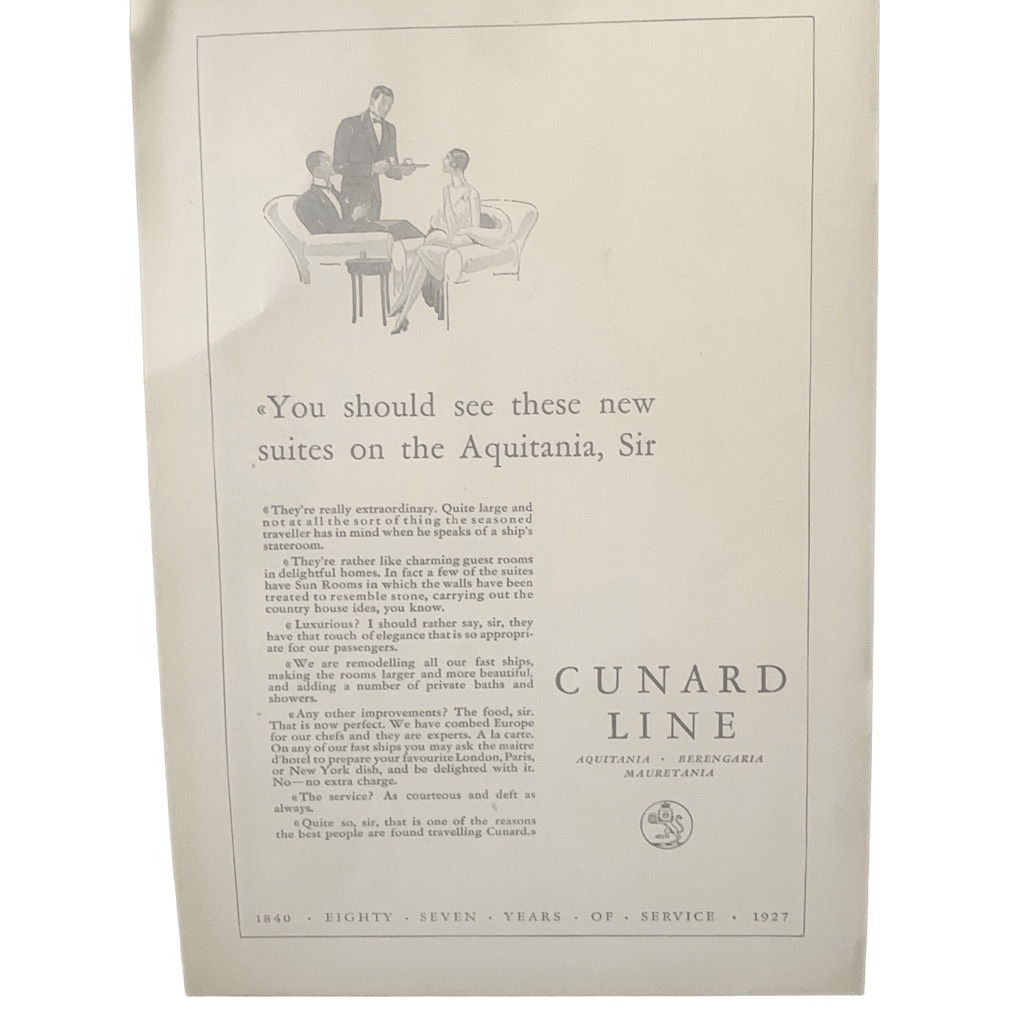 «You should see these new
suites on the Aquitania, Sir
«They're really extraordinary. Quite large and
not at all the sort of thing the seasoned
traveller has in mind when he speaks of a ship's
stateroom.
«They're rather like charming guest rooms
in delightful homes. In fact a few of the suites
have Sun Rooms in which the walls have been
treated to resemble stone, carrying out the
country house idea, you know.
«Luxurious? I should rather say, sir, they
have that touch of elegance that is so appropri-
ate for our passengers.
«We are remodelling all our fast ships,
making the rooms larger and more beautiful,
and adding a number of private baths and
showers.
«Any other improvements? The food, sir.
That is now perfect. We have combed Europe
for our chefs and they are experts. A la carte.
On any of our fast ships you may ask the maitre
d'hotel to prepare your favourite London, Paris,
or New York dish, and be delighted with it.
No—no extra charge.
«The service? As courteous and deft as
always.
«Quite so, sir, that is one of the reasons
the best people are found travelling Cunard.»
CUNARD
LINE
AQUITANIA · BERENGARIA
MAURETANIA
1840 · EIGHTY · SEVEN · YEARS · OF · SERVICE · 1927